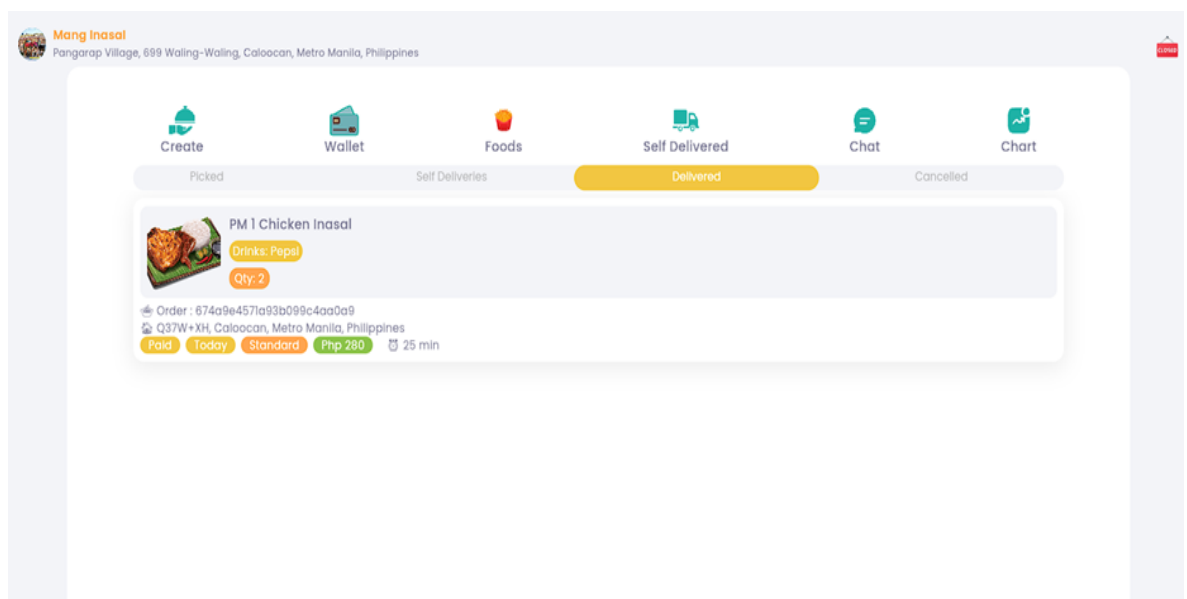 Mang Inasal
Pangarap Village, 699 Waling-Waling, Caloocan, Metro Manila, Philippines
CLOSED
Create Wallet Foods Self Delivered Chat Chart
Picked Self Deliveries Delivered Cancelled
PM 1 Chicken Inasal
Drinks: Pepsi
Qty: 2
Order : 674a9e4571a93b099c4aa0a9
Q37W+XH, Caloocan, Metro Manila, Philippines
Paid Today Standard Php 280 25 min